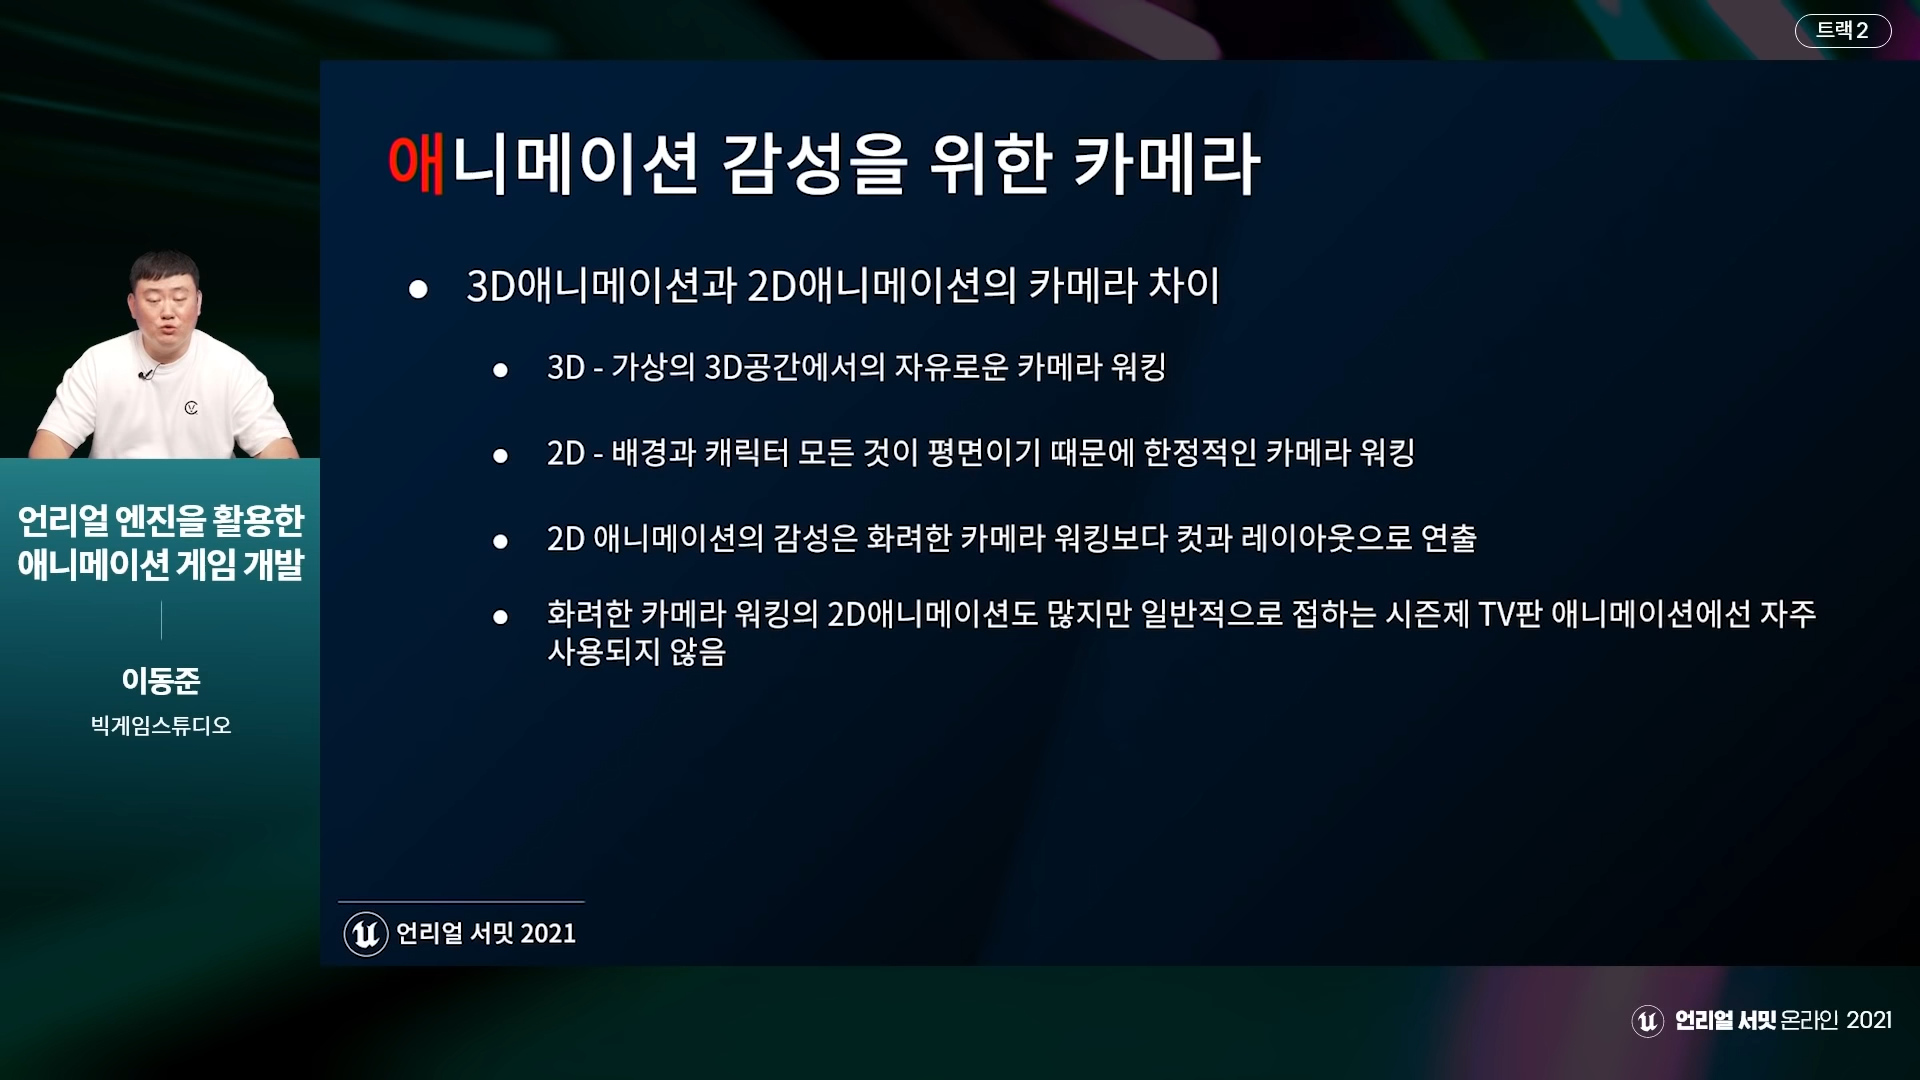 트랙2
애니메이션 감성을 위한 카메라
● 3D애니메이션과 2D애니메이션의 카메라 차이
● 3D - 가상의 3D공간에서의 자유로운 카메라 워킹
● 2D - 배경과 캐릭터 모든 것이 평면이기 때문에 한정적인 카메라 워킹
● 2D 애니메이션의 감성은 화려한 카메라 워킹보다 컷과 레이아웃으로 연출
● 화려한 카메라 워킹의 2D애니메이션도 많지만 일반적으로 접하는 시즌제 TV판 애니메이션에선 자주
사용되지 않음
언리얼 엔진을 활용한
애니메이션 게임 개발
이동준
빅게임스튜디오
언리얼 서밋 2021
언리얼 서밋 온라인 2021